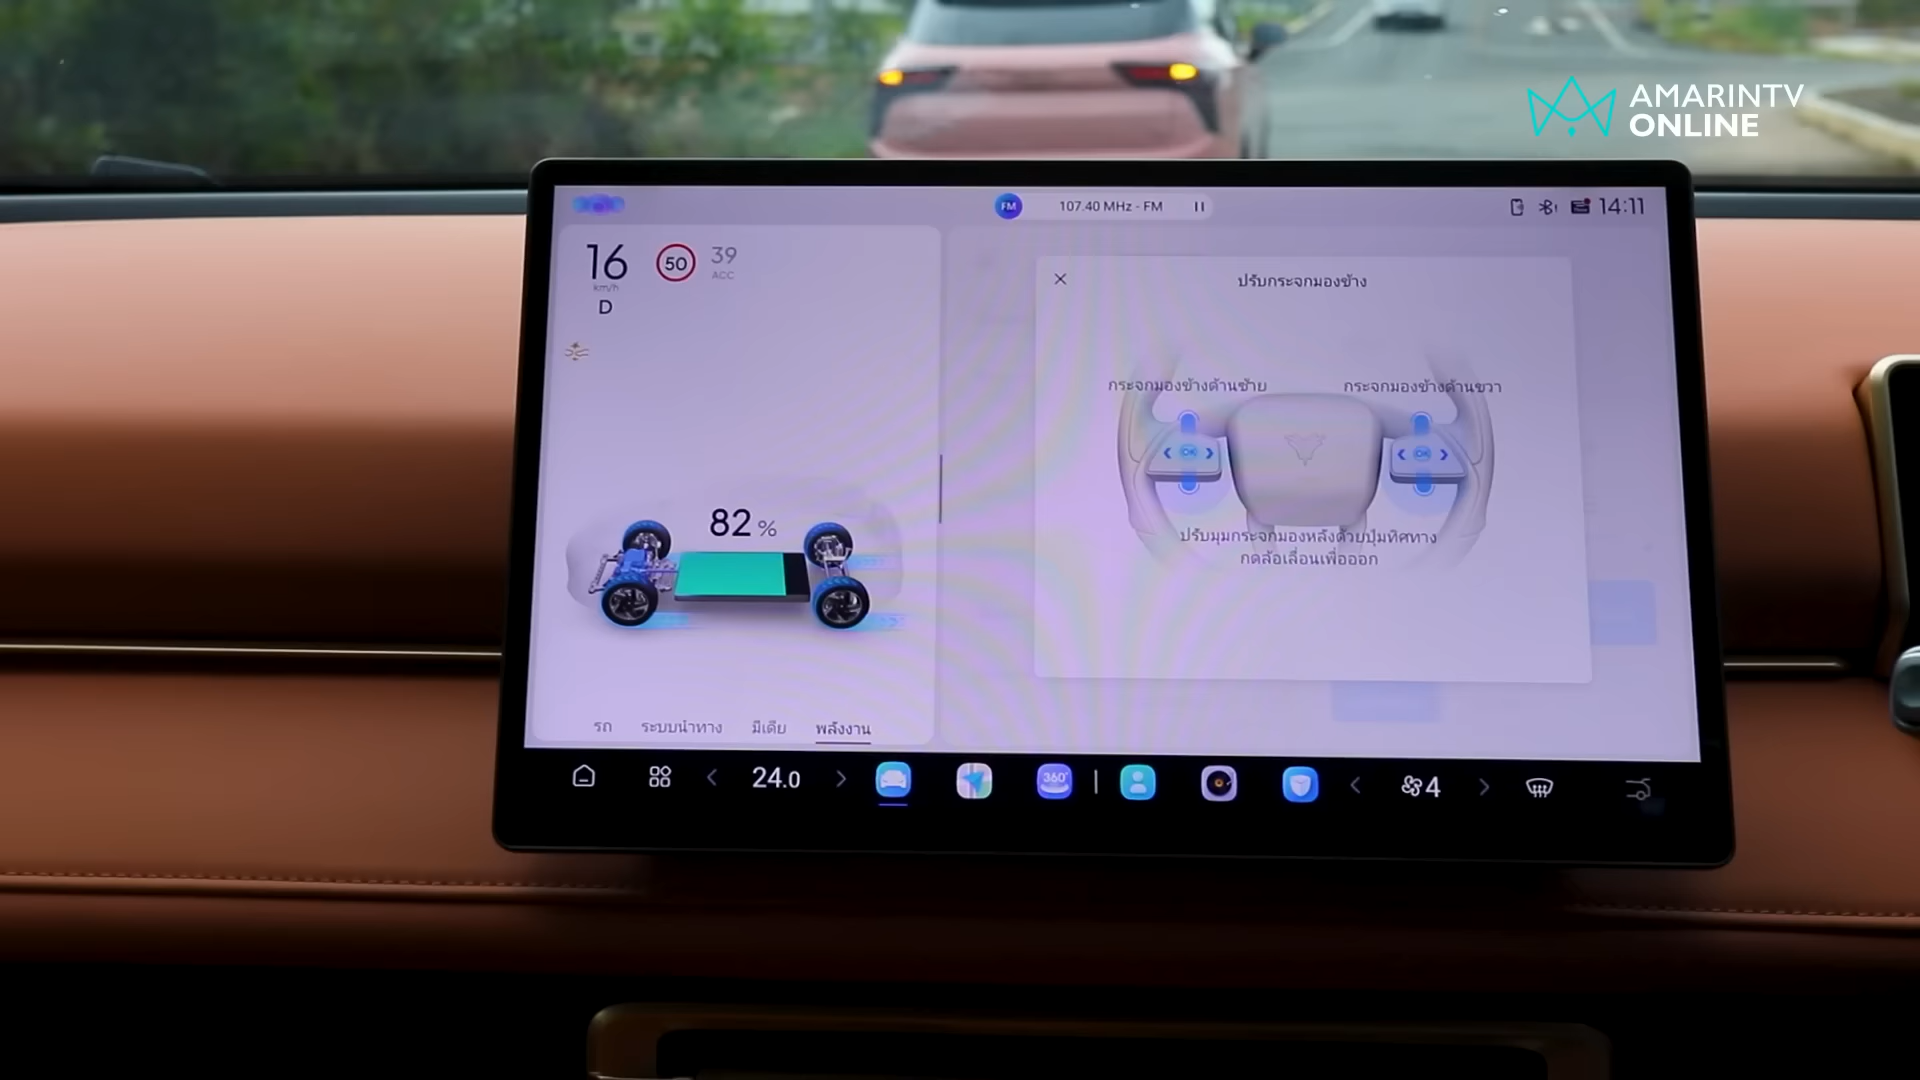 AMARINTV
ONLINE
FM
107.40 MHz - FM
14:11
16
km/h
D
50
39
ACC
ปรับกระจกมองข้าง
กระจกมองข้างด้านซ้าย
กระจกมองข้างด้านขวา
OK
OK
ปรับมุมกระจกมองหลังด้วยปุ่มทิศทาง
กดล้อเลื่อนเพื่อออก
82 %
รถ
ระบบนำทาง
มีเดีย
พลังงาน
24.0
360°
4